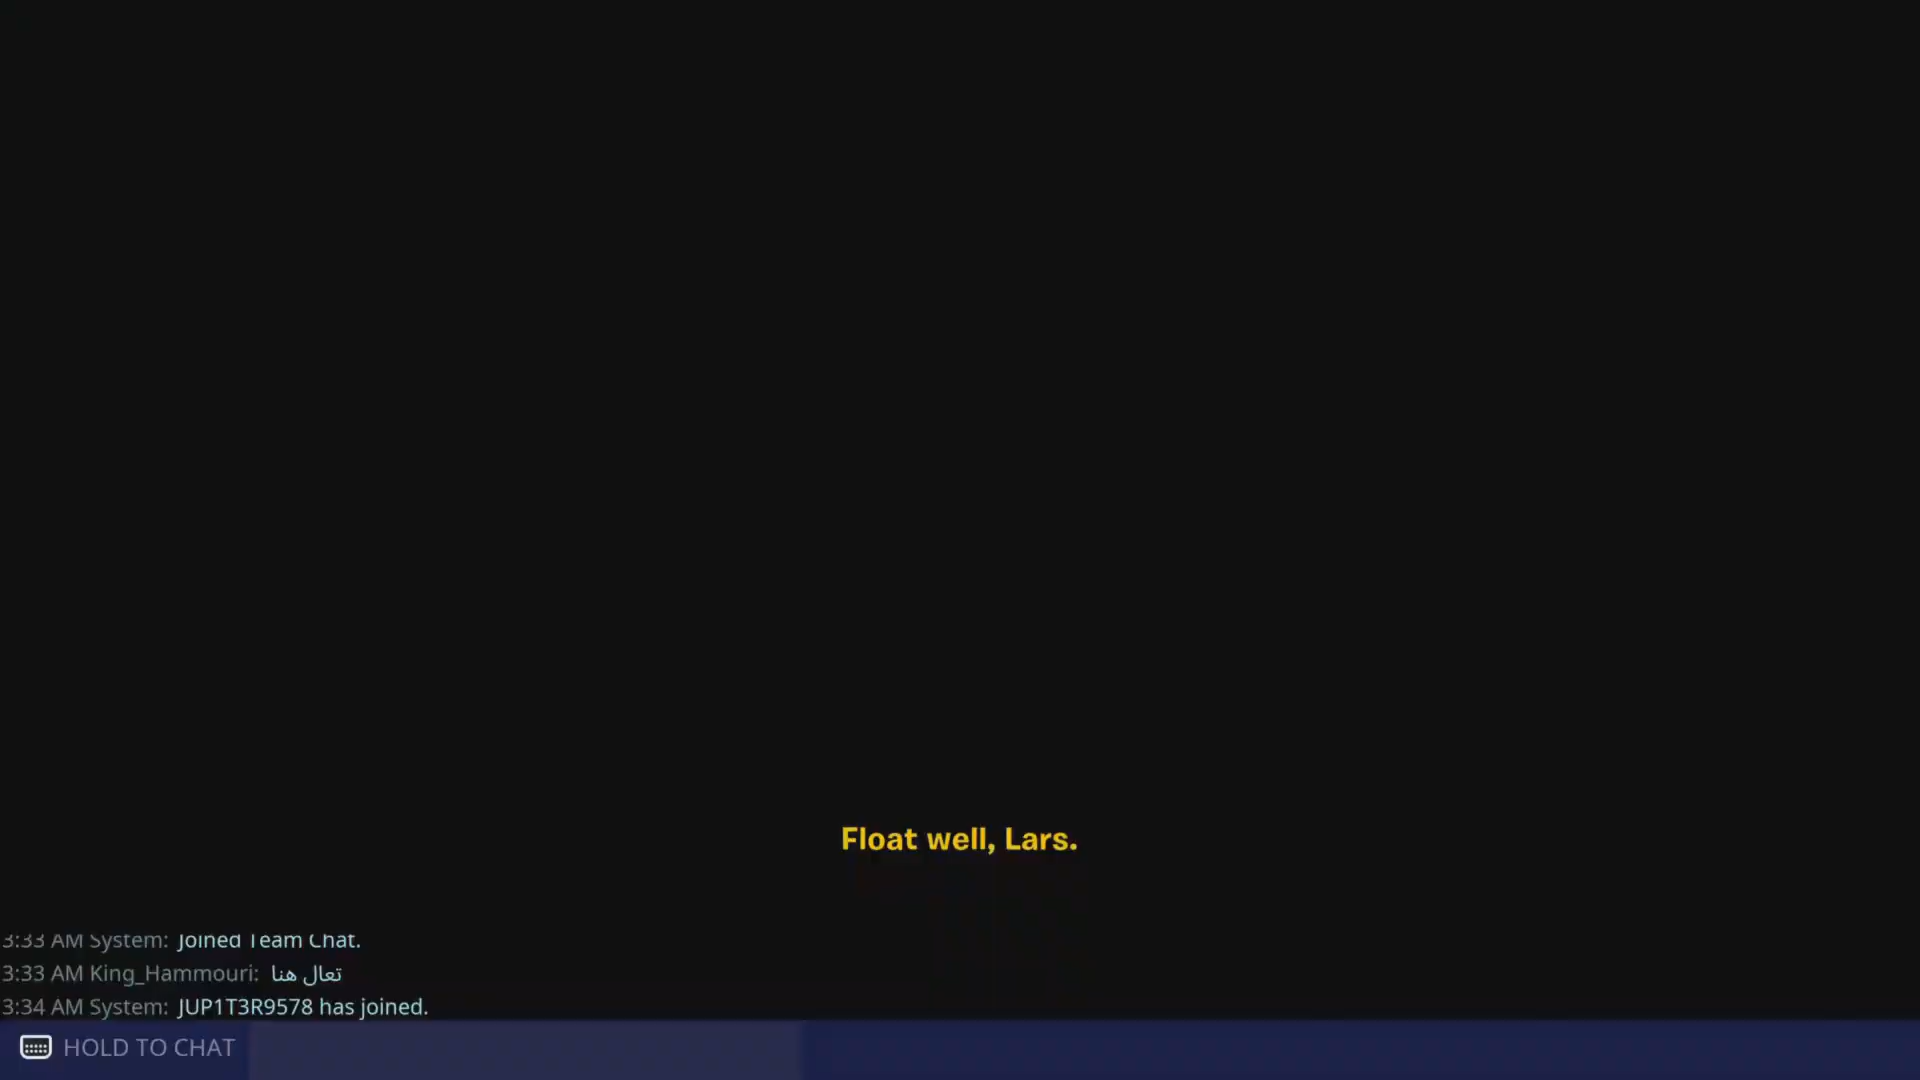 Float well, Lars.
3:33 AM System: Joined Team Chat.
3:33 AM King_Hammouri: تعال هنا
3:34 AM System: JUP1T3R9578 has joined.
HOLD TO CHAT